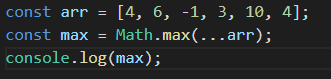 const arr = [4, 6, -1, 3, 10, 4];
const max = Math.max(...arr);
console.log(max);